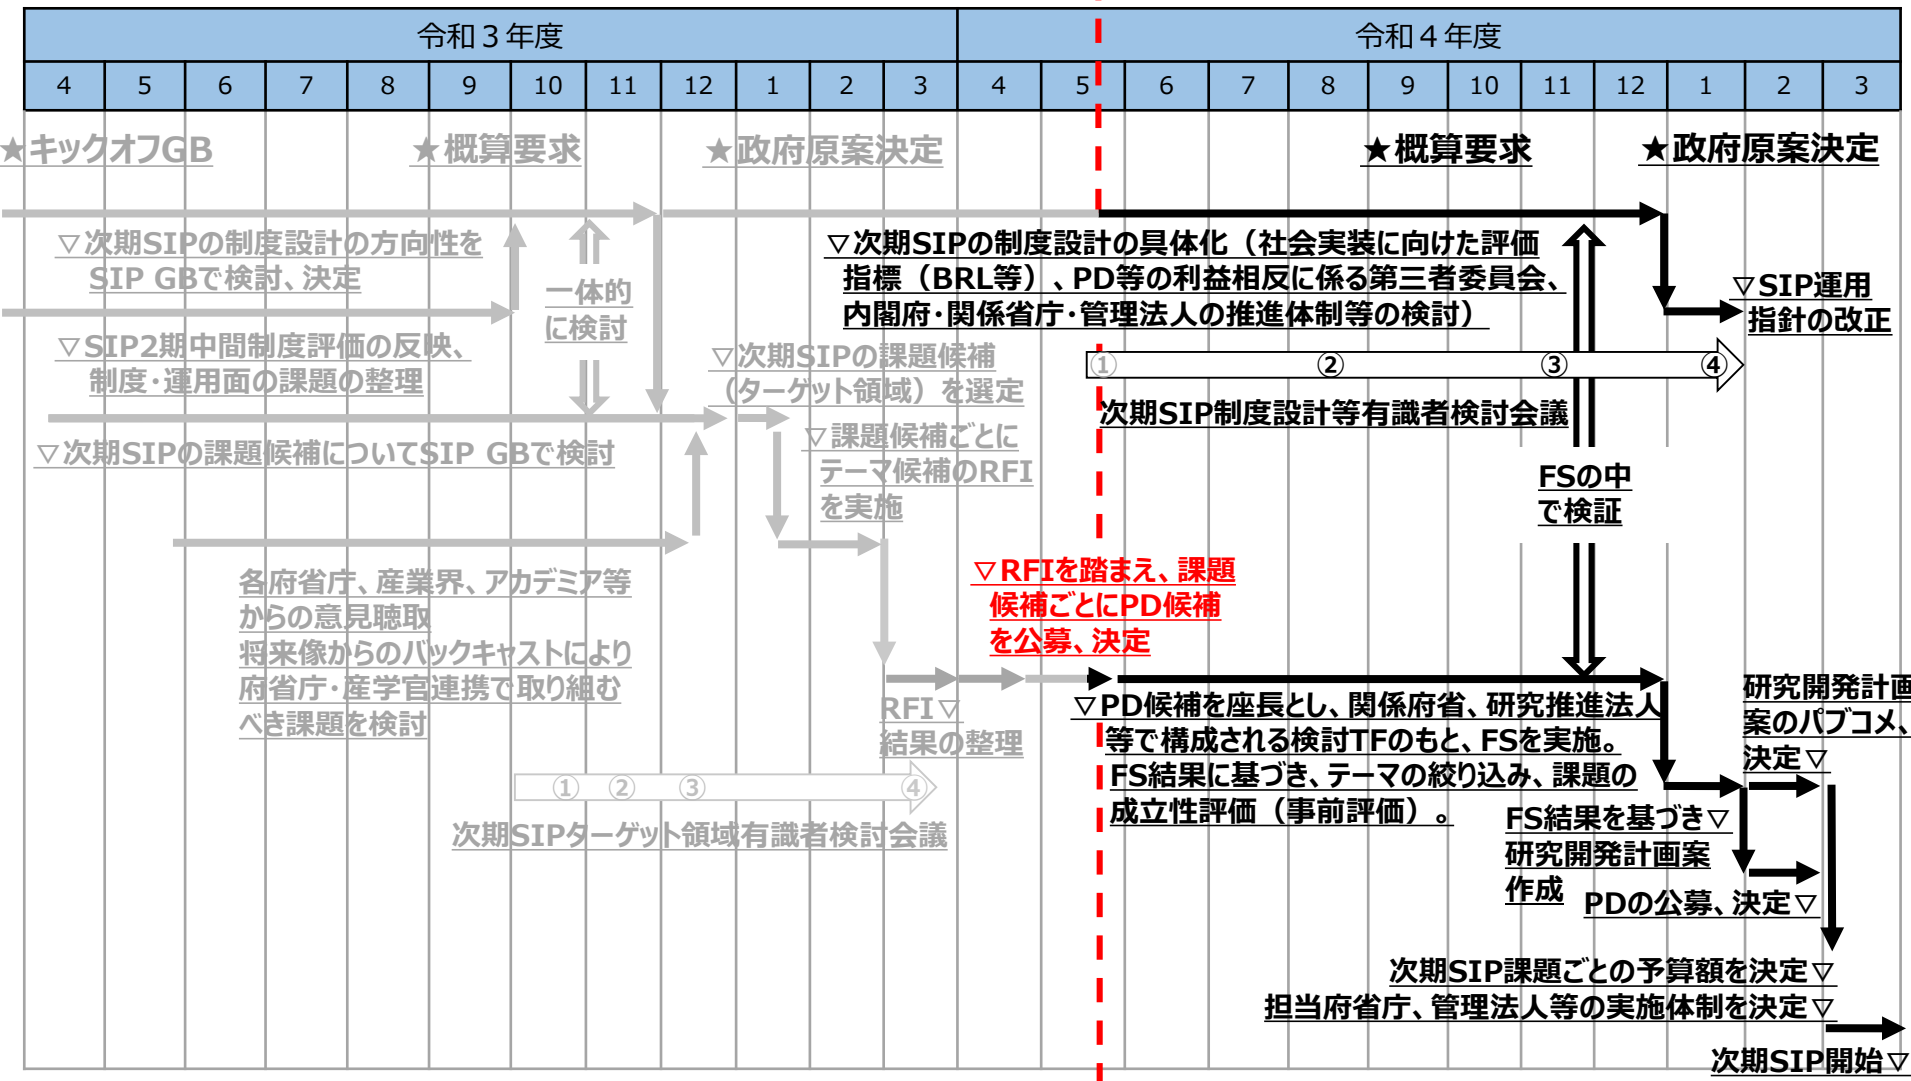 令和３年度
令和４年度
4 5 6 7 8 9 10 11 12 1 2 3 4 5 6 7 8 9 10 11 12 1 2 3
★キックオフGB
★概算要求
★政府原案決定
★概算要求
★政府原案決定
▽次期SIPの制度設計の方向性を
SIP GBで検討、決定
一体的
に検討
▽SIP2期中間制度評価の反映、
制度・運用面の課題の整理
▽次期SIPの課題候補についてSIP GBで検討
▽次期SIPの課題候補
（ターゲット領域）を選定
▽課題候補ごとに
テーマ候補のRFI
を実施
各府省庁、産業界、アカデミア等
からの意見聴取
将来像からのバックキャストにより
府省庁・産学官連携で取り組む
べき課題を検討
RFI▽
結果の整理
① ② ③ ④
次期SIPターゲット領域有識者検討会議
▽次期SIPの制度設計の具体化（社会実装に向けた評価
指標（BRL等）、PD等の利益相反に係る第三者委員会、
内閣府・関係省庁・管理法人の推進体制等の検討）
▽SIP運用
指針の改正
① ② ③ ④
次期SIP制度設計等有識者検討会議
FSの中
で検証
▽RFIを踏まえ、課題
候補ごとにPD候補
を公募、決定
▽PD候補を座長とし、関係府省、研究推進法人
等で構成される検討TFのもと、FSを実施。
FS結果に基づき、テーマの絞り込み、課題の
成立性評価（事前評価）。
研究開発計画
案のパブコメ、
決定▽
FS結果を基づき▽
研究開発計画案
作成
PDの公募、決定▽
次期SIP課題ごとの予算額を決定▽
担当府省庁、管理法人等の実施体制を決定▽
次期SIP開始▽